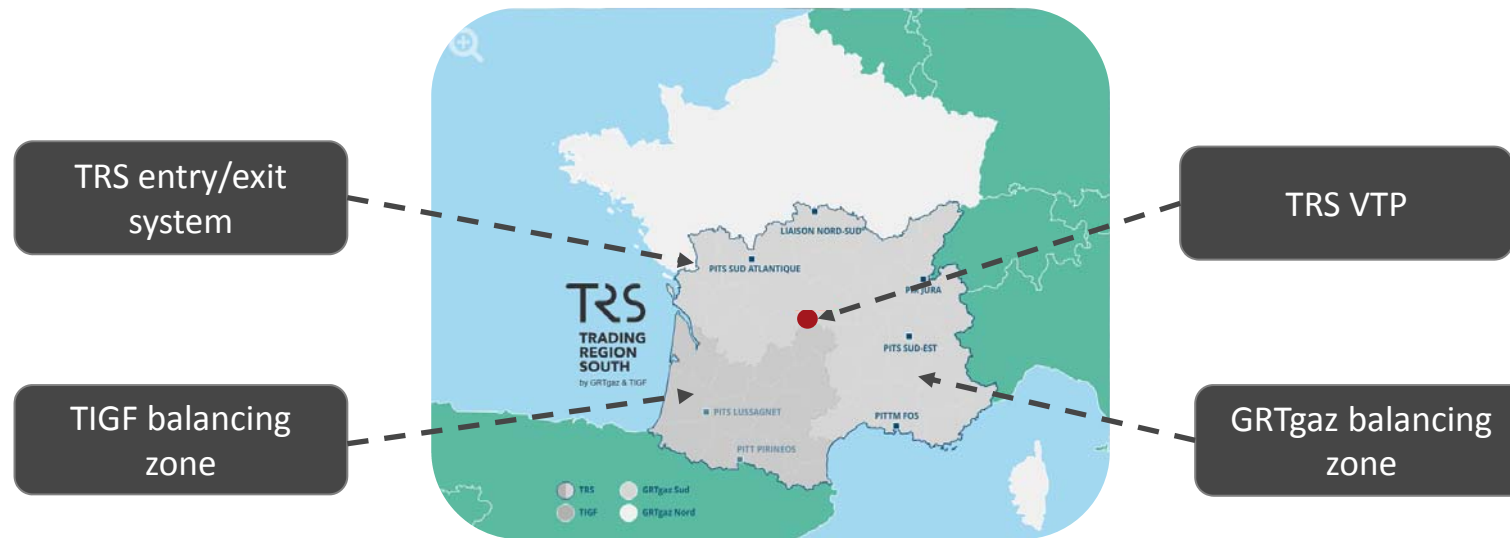 TRS entry/exit
system
TRS VTP
TIGF balancing
zone
GRTgaz balancing
zone
LIAISON NORD-SUD
PITS SUD ATLANTIQUE
PIR JURA
PITS SUD-EST
PITS LUSSAGNET
PITTM FOS
PITT PIRINEOS
TRS
TRADING
REGION
SOUTH
by GRTgaz & TIGF
TRS
GRTgaz Sud
TIGF
GRTgaz Nord